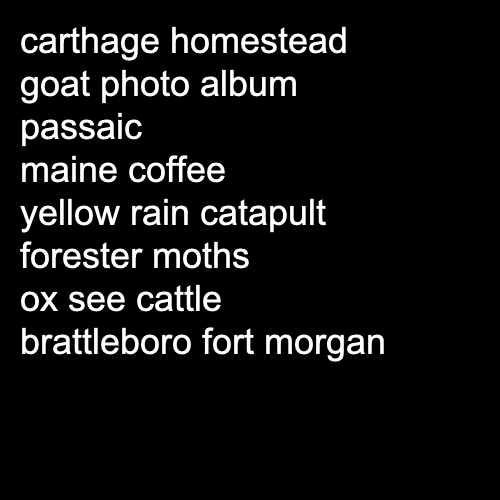 carthage homestead
goat photo album
passaic
maine coffee
yellow rain catapult
forester moths
ox see cattle
brattleboro fort morgan